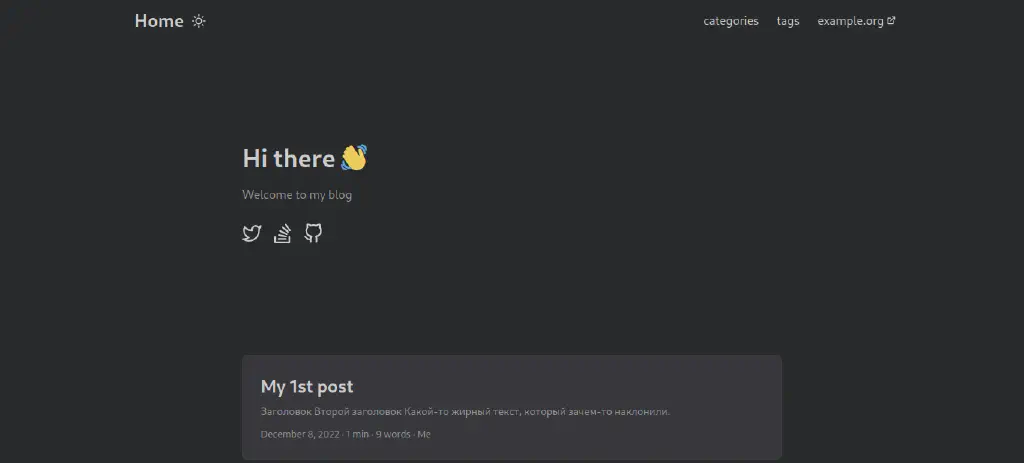 Home
categories tags example.org
Hi there 👋
Welcome to my blog
My 1st post
Заголовок Второй заголовок Какой-то жирный текст, который зачем-то наклонили.
December 8, 2022 · 1 min · 9 words · Me